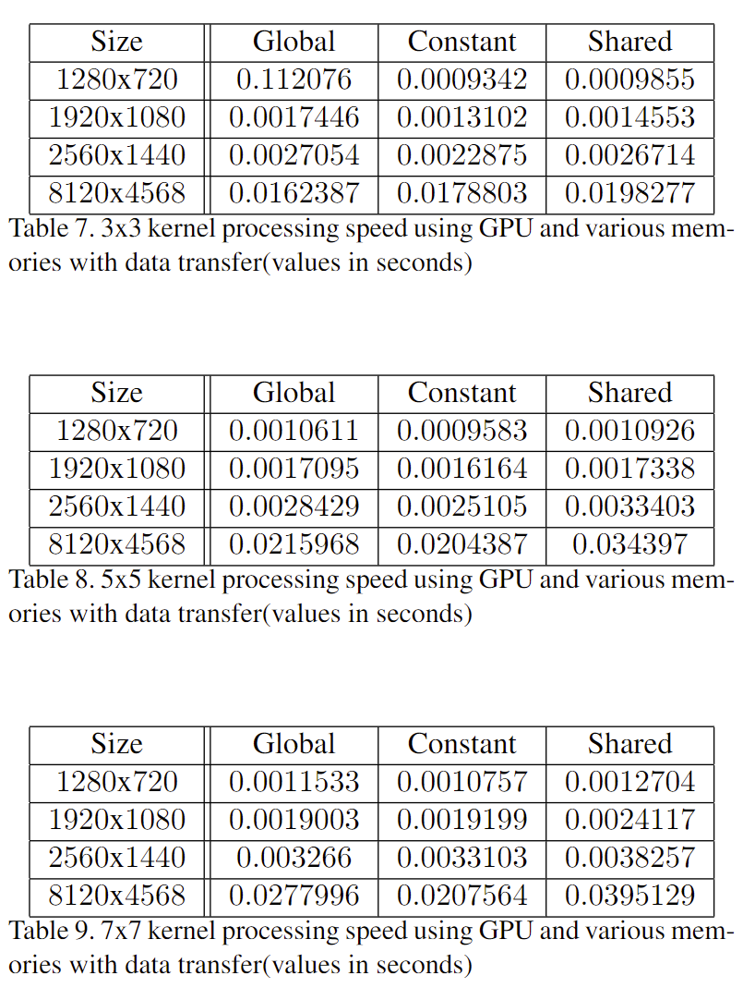 Size Global Constant Shared
1280x720 0.112076 0.0009342 0.0009855
1920x1080 0.0017446 0.0013102 0.0014553
2560x1440 0.0027054 0.0022875 0.0026714
8120x4568 0.0162387 0.0178803 0.0198277
Table 7. 3x3 kernel processing speed using GPU and various mem-
ories with data transfer(values in seconds)
Size Global Constant Shared
1280x720 0.0010611 0.0009583 0.0010926
1920x1080 0.0017095 0.0016164 0.0017338
2560x1440 0.0028429 0.0025105 0.0033403
8120x4568 0.0215968 0.0204387 0.034397
Table 8. 5x5 kernel processing speed using GPU and various mem-
ories with data transfer(values in seconds)
Size Global Constant Shared
1280x720 0.0011533 0.0010757 0.0012704
1920x1080 0.0019003 0.0019199 0.0024117
2560x1440 0.003266 0.0033103 0.0038257
8120x4568 0.0277996 0.0207564 0.0395129
Table 9. 7x7 kernel processing speed using GPU and various mem-
ories with data transfer(values in seconds)